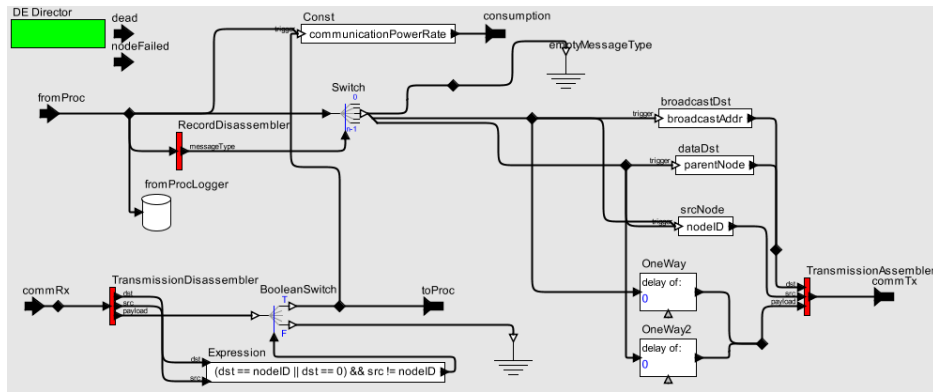 DE Director
dead
nodeFailed
Const
trigger
communicationPowerRate
consumption
emptyMessageType
fromProc
Switch
0
n-1
RecordDisassembler
messageType
fromProcLogger
broadcastDst
trigger
broadcastAddr
dataDst
trigger
parentNode
srcNode
trigger
nodeID
OneWay
delay of:
0
OneWay2
delay of:
0
TransmissionAssembler
dst
src
payload
commTx
commRx
TransmissionDisassembler
dst
src
payload
BooleanSwitch
T
F
toProc
Expression
dst
src
(dst == nodeID || dst == 0) && src != nodeID